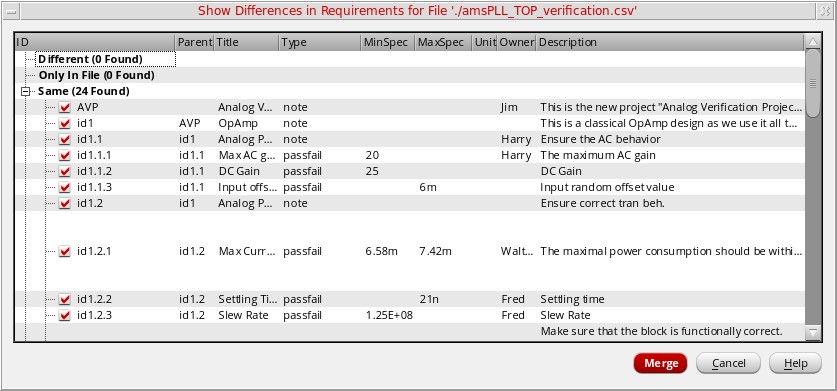 Show Differences in Requirements for File './amsPLL_TOP_verification.csv'
ID Parent Title Type MinSpec MaxSpec Unit Owner Description
Different (0 Found)
Only In File (0 Found)
Same (24 Found)
AVP Analog V... note Jim This is the new project "Analog Verification Projec...
id1 AVP OpAmp note This is a classical OpAmp design as we use it all t...
id1.1 id1 Analog P... note Harry Ensure the AC behavior
id1.1.1 id1.1 Max AC g... passfail 20 Harry The maximum AC gain
id1.1.2 id1.1 DC Gain passfail 25 DC Gain
id1.1.3 id1.1 Input offs... passfail 6m Input random offset value
id1.2 id1 Analog P... note Ensure correct tran beh.
id1.2.1 id1.2 Max Curr... passfail 6.58m 7.42m Walt... The maximal power consumption should be withi...
id1.2.2 id1.2 Settling Ti... passfail 21n Fred Settling time
id1.2.3 id1.2 Slew Rate passfail 1.25E+08 Fred Slew Rate
Make sure that the block is functionally correct.
Merge Cancel Help